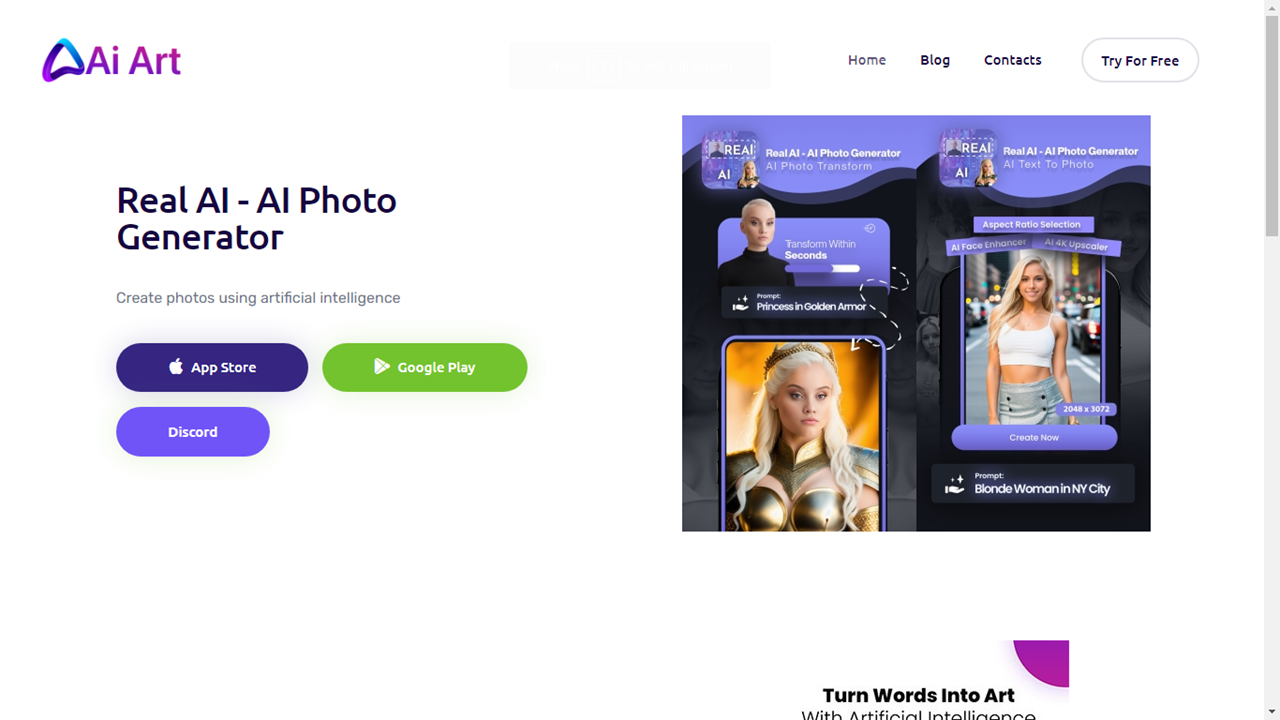 Ai Art
Home
Blog
Contacts
Try For Free
Real AI - AI Photo
Generator
Create photos using artificial intelligence
App Store
Google Play
Discord
REAI
AI
Real AI - AI Photo Generator
AI Photo Transform
Transform Within
Seconds
Prompt:
Princess in Golden Armor
REAI
AI
Real AI - AI Photo Generator
AI Text To Photo
Aspect Ratio Selection
AI Face Enhancer
AI 4K Upscaler
2048 x 3072
Create Now
Prompt:
Blonde Woman in NY City
Turn Words Into Art
With Artificial Intelligence